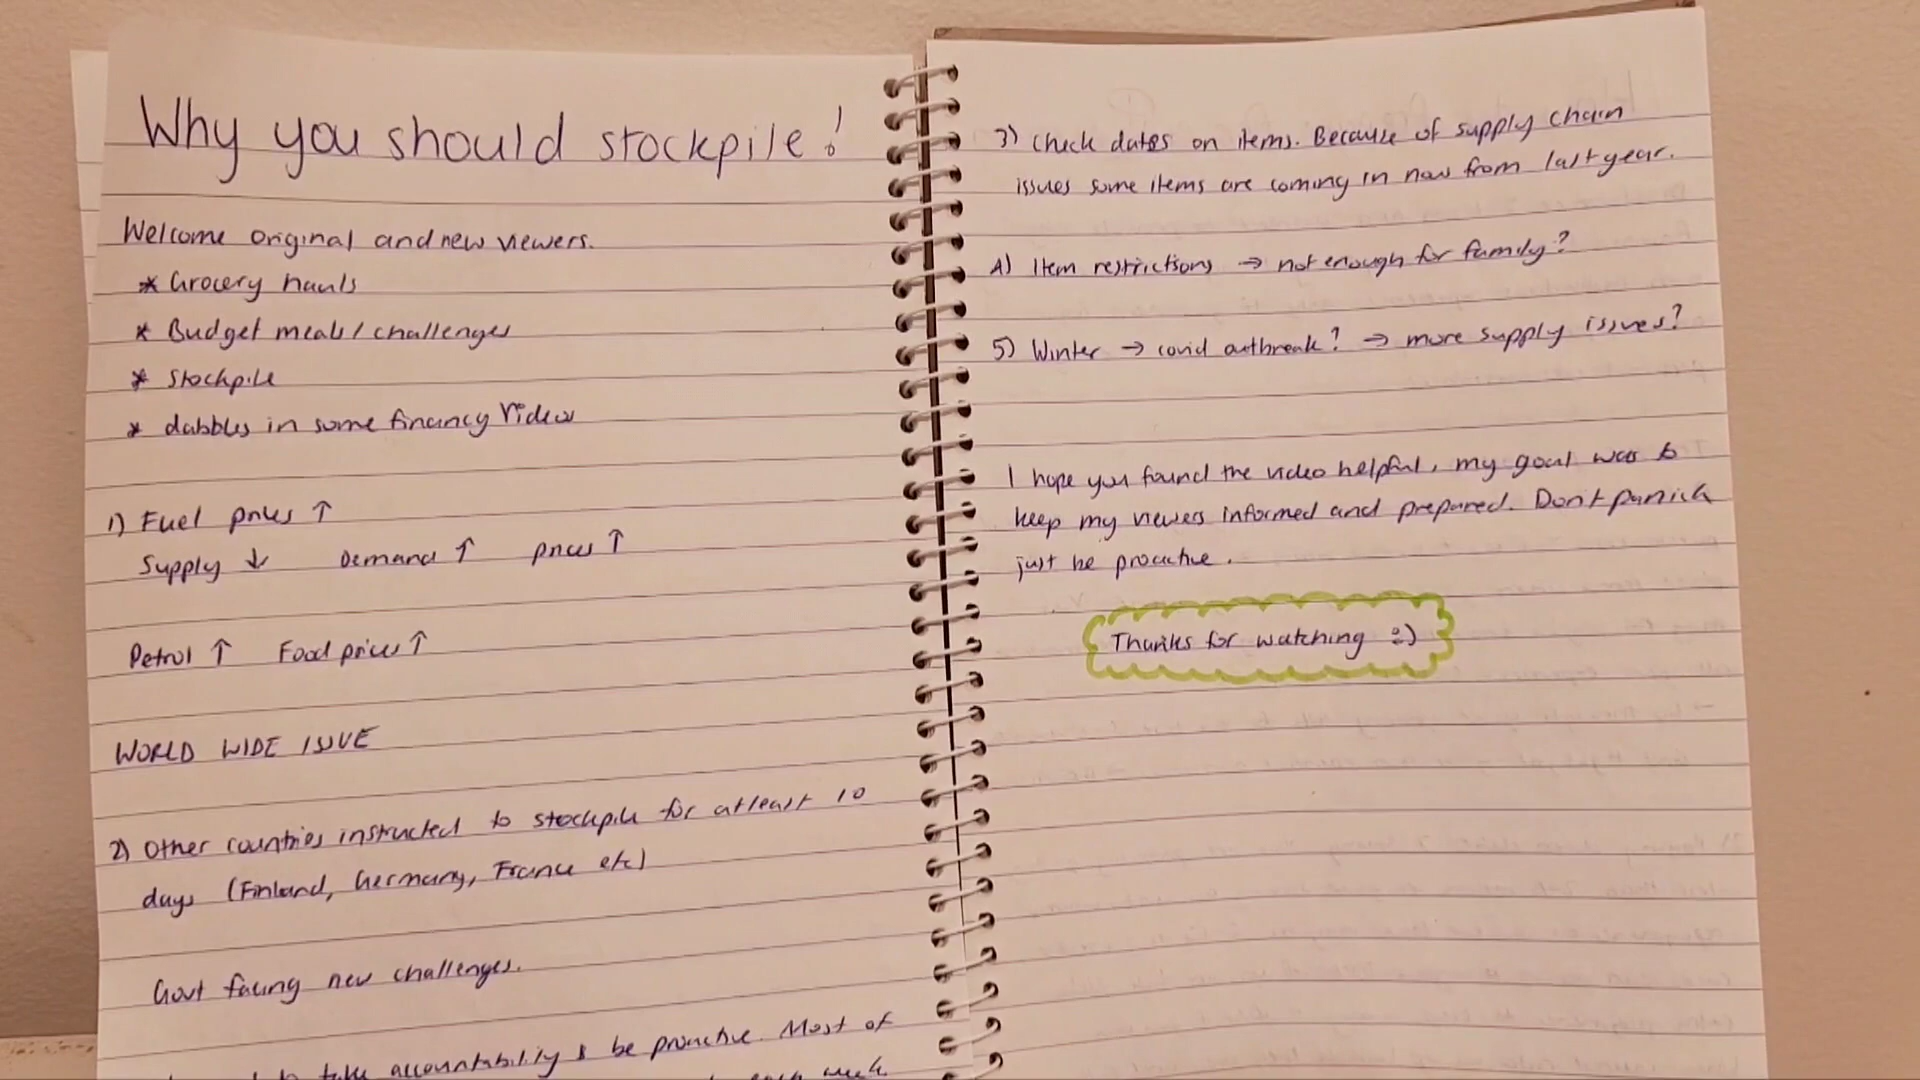 Why you should stockpile!
Welcome original and new viewers.
* Grocery hauls
* Budget meals/challenges
* Stockpile
* dabbles in some financy Videos
1) Fuel prices ↑
Supply ↓ Demand ↑ prices ↑
Petrol ↑ Food prices ↑
WORLD WIDE ISSUE
2) Other countries instructed to stockpile for atleast 10
days (Finland, Germany, France etc)
Govt facing new challenges.
to take accountability & be proactive. Most of
each week
3) Check dates on items. Because of supply chain
issues some items are coming in now from last year.
4) Item restrictions → not enough for family?
5) Winter → covid outbreak? → more supply issues?
I hope you found the video helpful, my goal was to
keep my viewers informed and prepared. Don't panick
just be proactive.
Thanks for watching :)